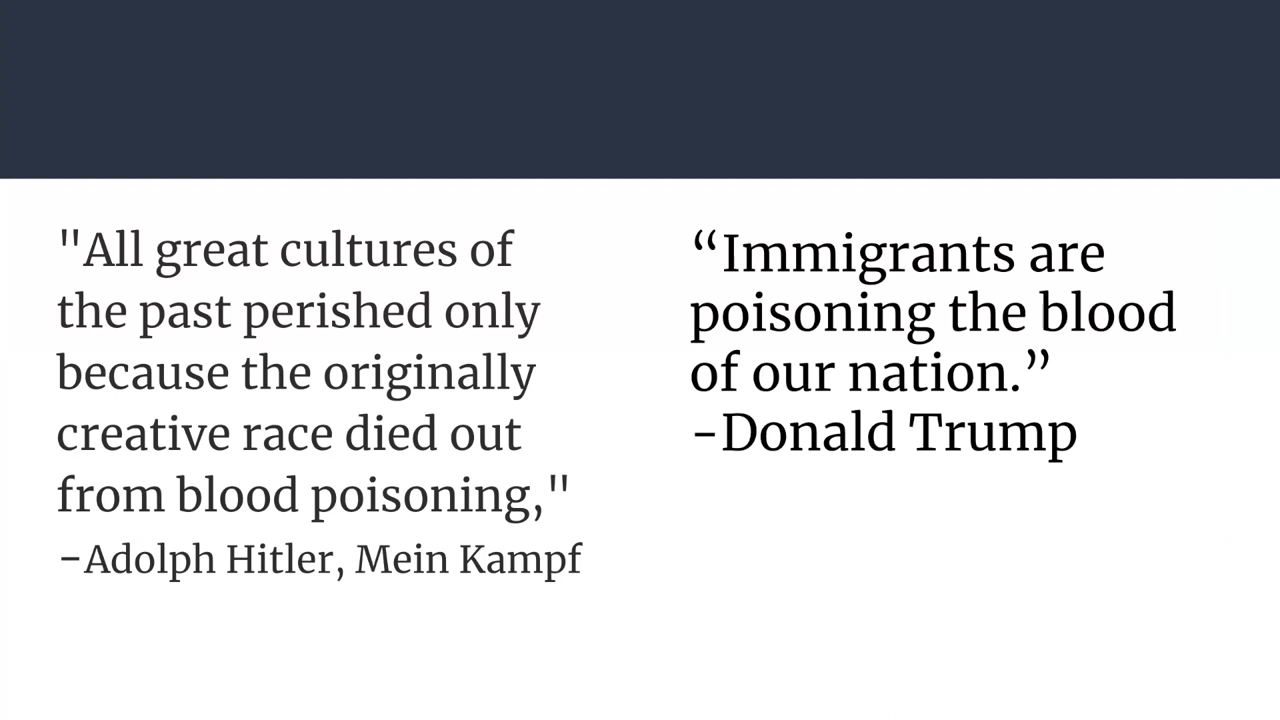 "All great cultures of
the past perished only
because the originally
creative race died out
from blood poisoning,"
–Adolph Hitler, Mein Kampf
“Immigrants are
poisoning the blood
of our nation.”
-Donald Trump